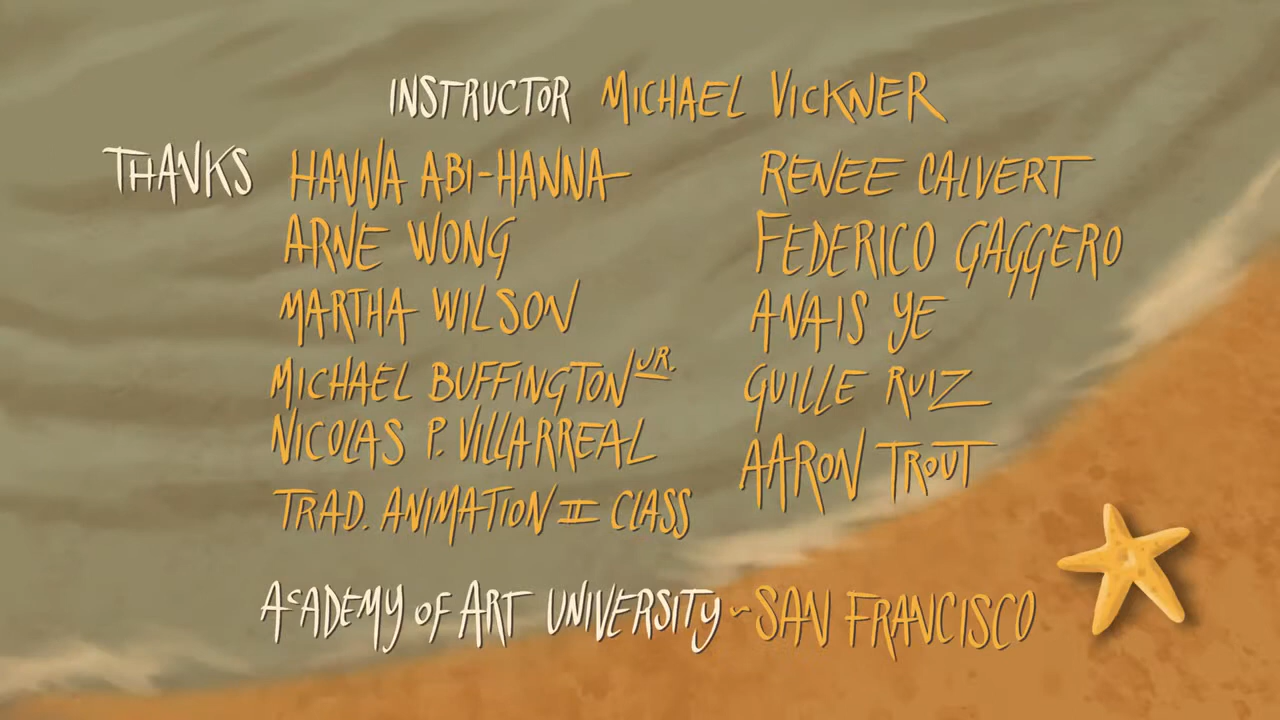 INSTRUCTOR MICHAEL VICKNER
THANKS HANNA ABI-HANNA RENEE CALVERT
ARNE WONG FEDERICO GAGGERO
MARTHA WILSON ANAIS YE
MICHAEL BUFFINGTON JR. GUILLE RUIZ
NICOLAS P. VILLARREAL AARON TROUT
TRAD. ANIMATION II CLASS
ACADEMY OF ART UNIVERSITY ~ SAN FRANCISCO